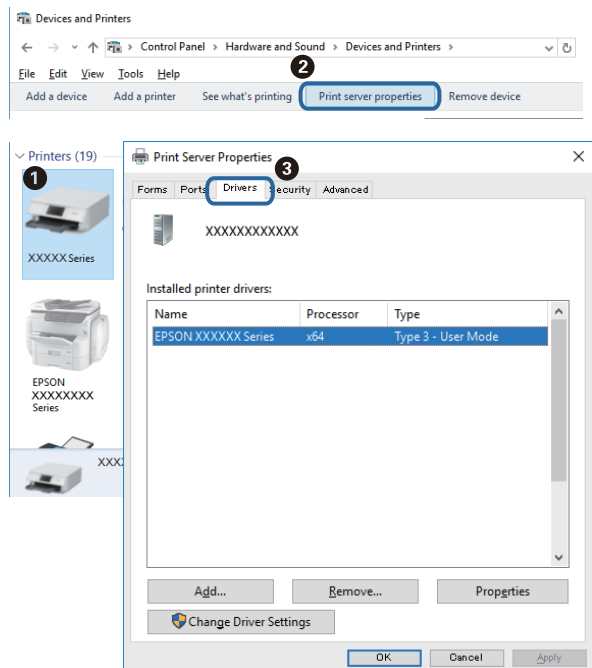 Devices and Printers
Control Panel > Hardware and Sound > Devices and Printers >
2
File Edit View Tools Help
Add a device Add a printer See what's printing Print server properties Remove device
Printers (19)
1
XXXXX Series
EPSON
XXXXXXXX
Series
XXX
Print Server Properties
3
Forms Ports Drivers Security Advanced
XXXXXXXXXXXX
Installed printer drivers:
Name Processor Type
EPSON XXXXXX Series x64 Type 3 - User Mode
Add... Remove... Properties
Change Driver Settings
OK Cancel Apply